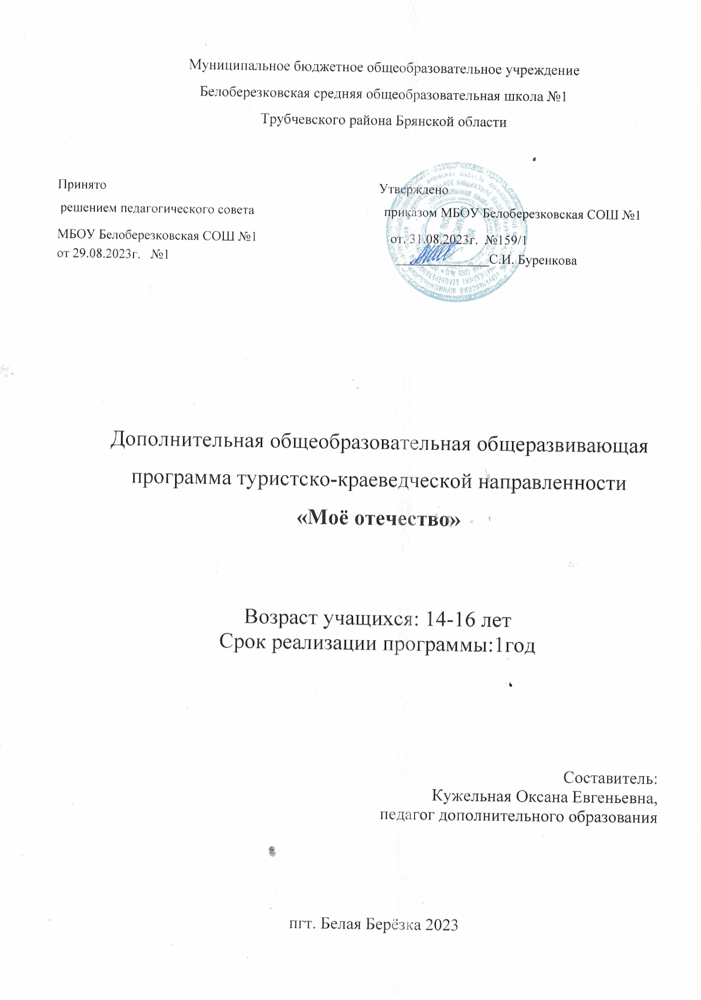 Муниципальное бюджетное общеобразовательное учреждение
Белоберезковская средняя общеобразовательная школа №1
Трубчевского района Брянской области
Принято
решением педагогического совета
МБОУ Белоберезковская СОШ №1
от 29.08.2023г. №1
Утверждено
приказом МБОУ Белоберезковская СОШ №1
от. 31.08.2023г. №159/1
С.И. Буренкова
Дополнительная общеобразовательная общеразвивающая
программа туристско-краеведческой направленности
«Моё отечество»
Возраст учащихся: 14-16 лет
Срок реализации программы:1год
Составитель:
Кужельная Оксана Евгеньевна,
педагог дополнительного образования
пгт. Белая Берёзка 2023